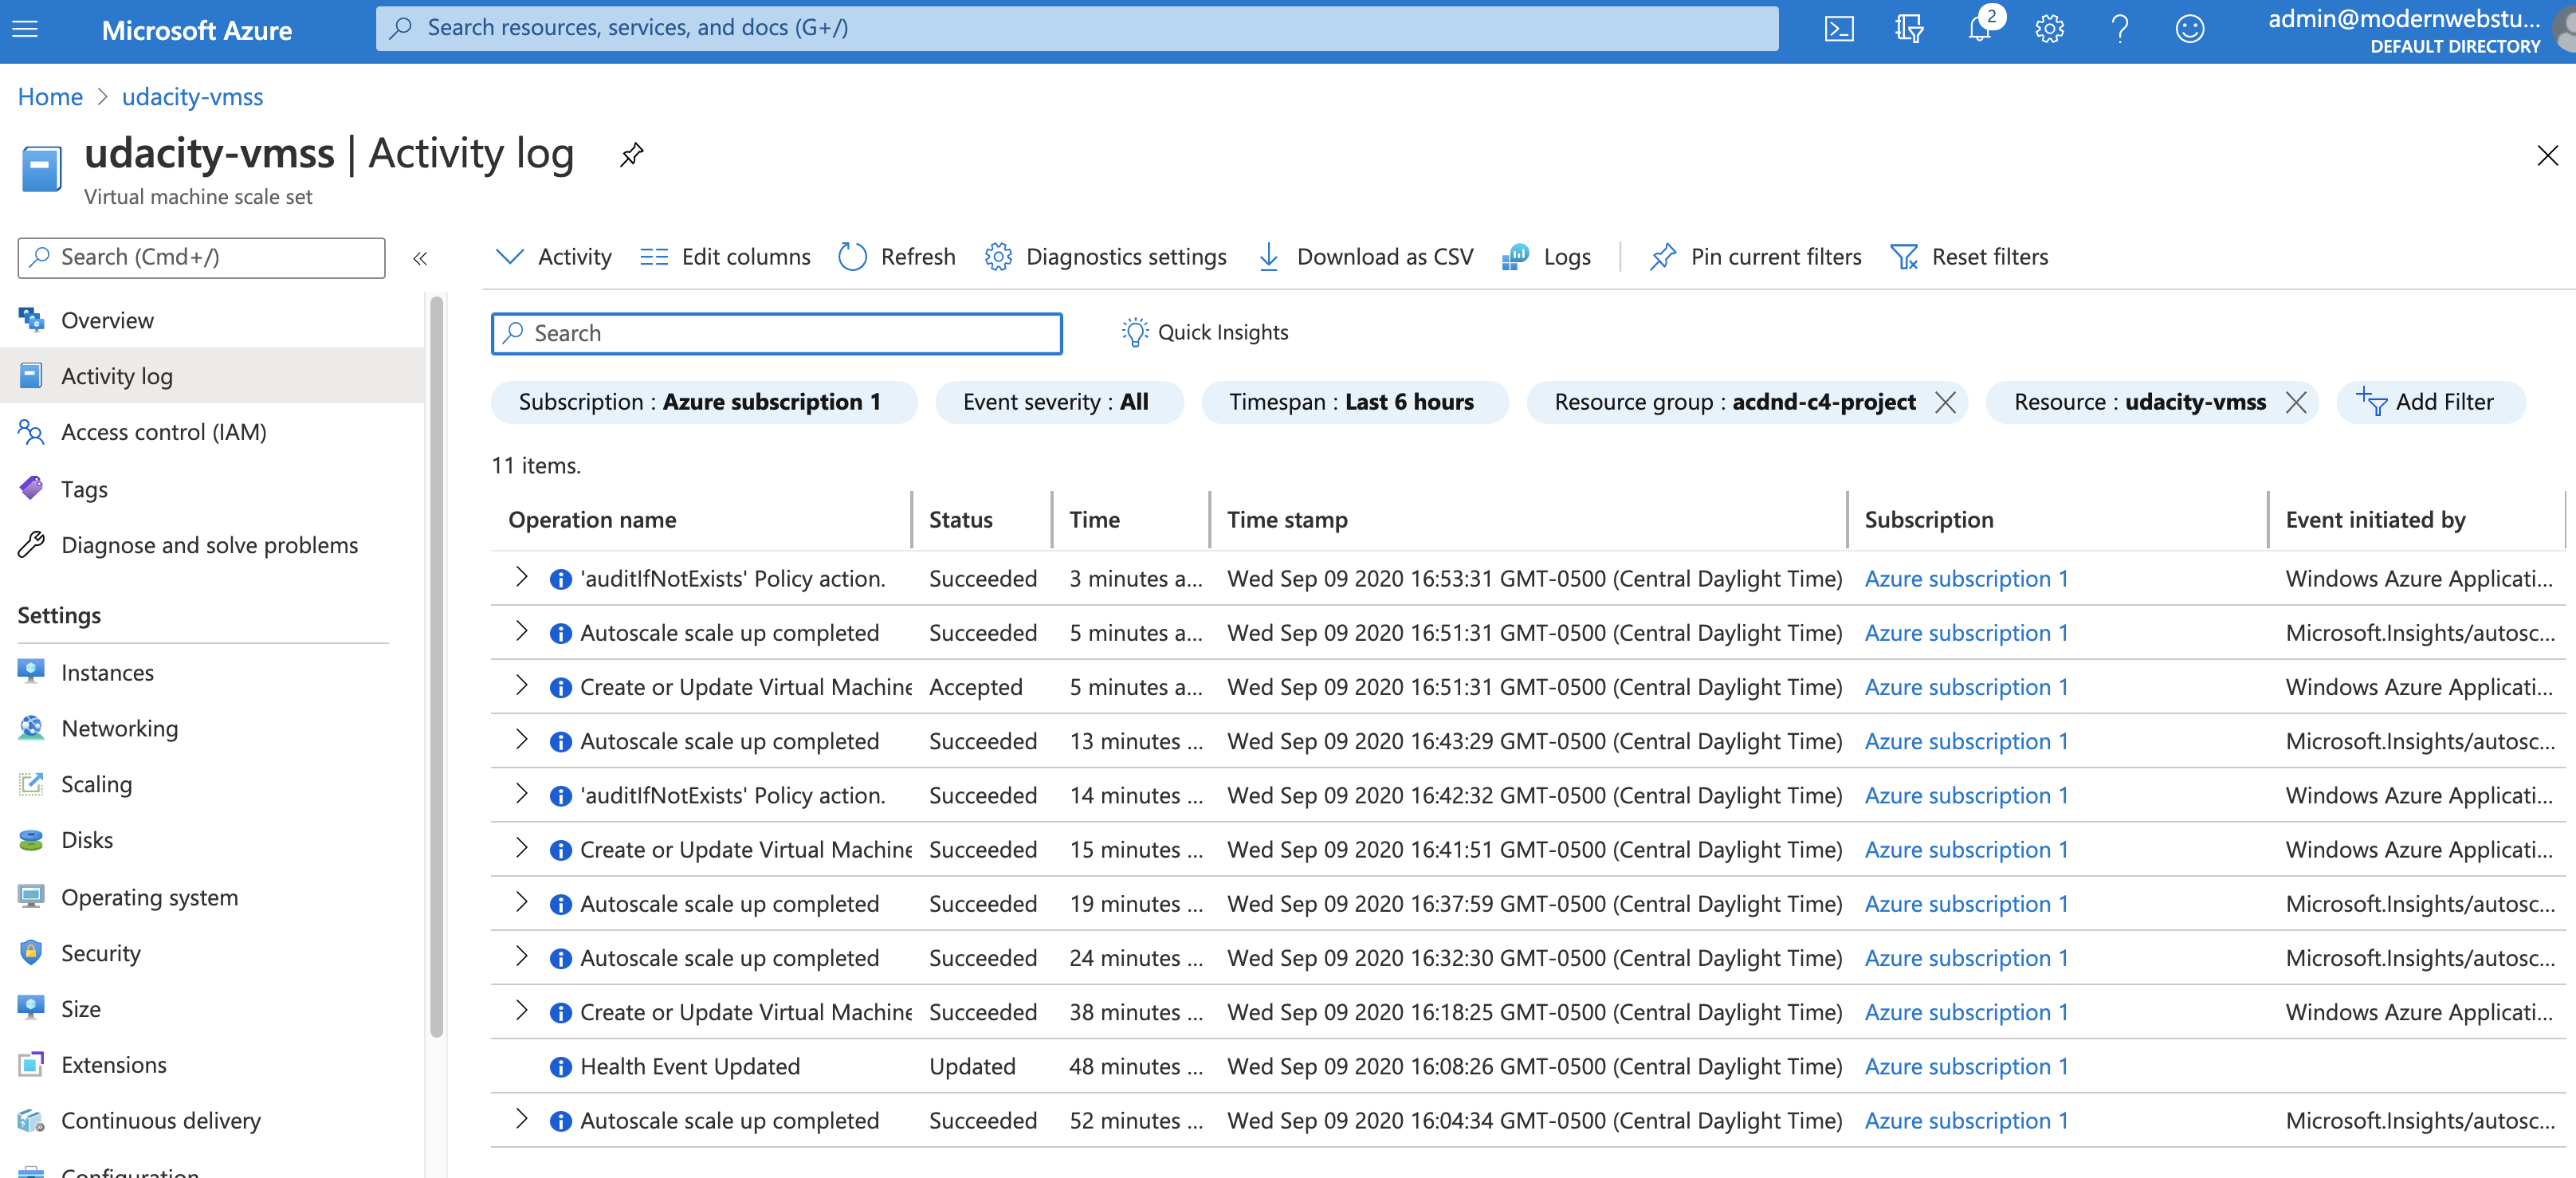 Microsoft Azure
Search resources, services, and docs (G+/)
2
admin@modernwebstu...
DEFAULT DIRECTORY
Home > udacity-vmss
udacity-vmss | Activity log
Virtual machine scale set
Search (Cmd+/)
«
Overview
Activity log
Access control (IAM)
Tags
Diagnose and solve problems
Settings
Instances
Networking
Scaling
Disks
Operating system
Security
Size
Extensions
Continuous delivery
Configuration
Activity Edit columns Refresh Diagnostics settings Download as CSV Logs Pin current filters Reset filters
Search
Quick Insights
Subscription : Azure subscription 1 Event severity : All Timespan : Last 6 hours Resource group : acdnd-c4-project Resource : udacity-vmss Add Filter
11 items.
Operation name Status Time Time stamp Subscription Event initiated by
'auditIfNotExists' Policy action. Succeeded 3 minutes a... Wed Sep 09 2020 16:53:31 GMT-0500 (Central Daylight Time) Azure subscription 1 Windows Azure Applicati...
Autoscale scale up completed Succeeded 5 minutes a... Wed Sep 09 2020 16:51:31 GMT-0500 (Central Daylight Time) Azure subscription 1 Microsoft.Insights/autosc...
Create or Update Virtual Machine Accepted 5 minutes a... Wed Sep 09 2020 16:51:31 GMT-0500 (Central Daylight Time) Azure subscription 1 Windows Azure Applicati...
Autoscale scale up completed Succeeded 13 minutes ... Wed Sep 09 2020 16:43:29 GMT-0500 (Central Daylight Time) Azure subscription 1 Microsoft.Insights/autosc...
'auditIfNotExists' Policy action. Succeeded 14 minutes ... Wed Sep 09 2020 16:42:32 GMT-0500 (Central Daylight Time) Azure subscription 1 Windows Azure Applicati...
Create or Update Virtual Machine Succeeded 15 minutes ... Wed Sep 09 2020 16:41:51 GMT-0500 (Central Daylight Time) Azure subscription 1 Windows Azure Applicati...
Autoscale scale up completed Succeeded 19 minutes ... Wed Sep 09 2020 16:37:59 GMT-0500 (Central Daylight Time) Azure subscription 1 Microsoft.Insights/autosc...
Autoscale scale up completed Succeeded 24 minutes ... Wed Sep 09 2020 16:32:30 GMT-0500 (Central Daylight Time) Azure subscription 1 Microsoft.Insights/autosc...
Create or Update Virtual Machine Succeeded 38 minutes ... Wed Sep 09 2020 16:18:25 GMT-0500 (Central Daylight Time) Azure subscription 1 Windows Azure Applicati...
Health Event Updated Updated 48 minutes ... Wed Sep 09 2020 16:08:26 GMT-0500 (Central Daylight Time) Azure subscription 1
Autoscale scale up completed Succeeded 52 minutes ... Wed Sep 09 2020 16:04:34 GMT-0500 (Central Daylight Time) Azure subscription 1 Microsoft.Insights/autosc...